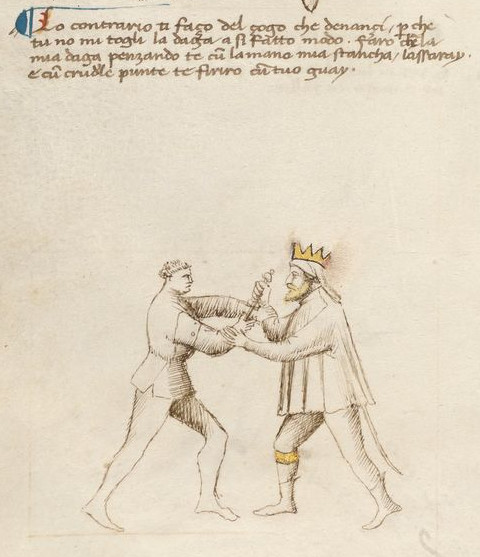 Lo contrario ti faço del çogo che denanci, p che
tu no mi togli la daga a si fatto modo. Farò che la
mia daga penzando te cu la mano mia stancha, lassaray.
e cu crudele punte te firiro cu tuo guay.